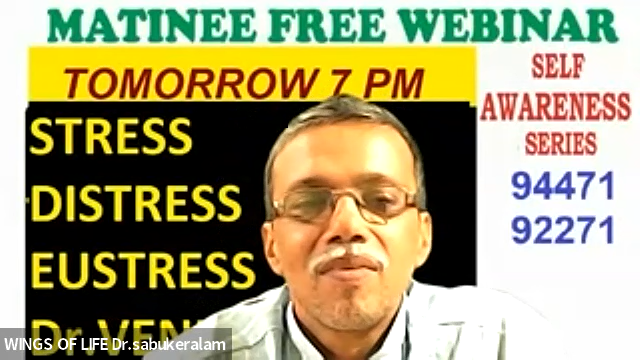 MATINEE FREE WEBINAR
TOMORROW 7 PM
SELF
AWARENESS
SERIES
94471
92271
STRESS
DISTRESS
EUSTRESS
Dr.
WINGS OF LIFE Dr.sabukeralam